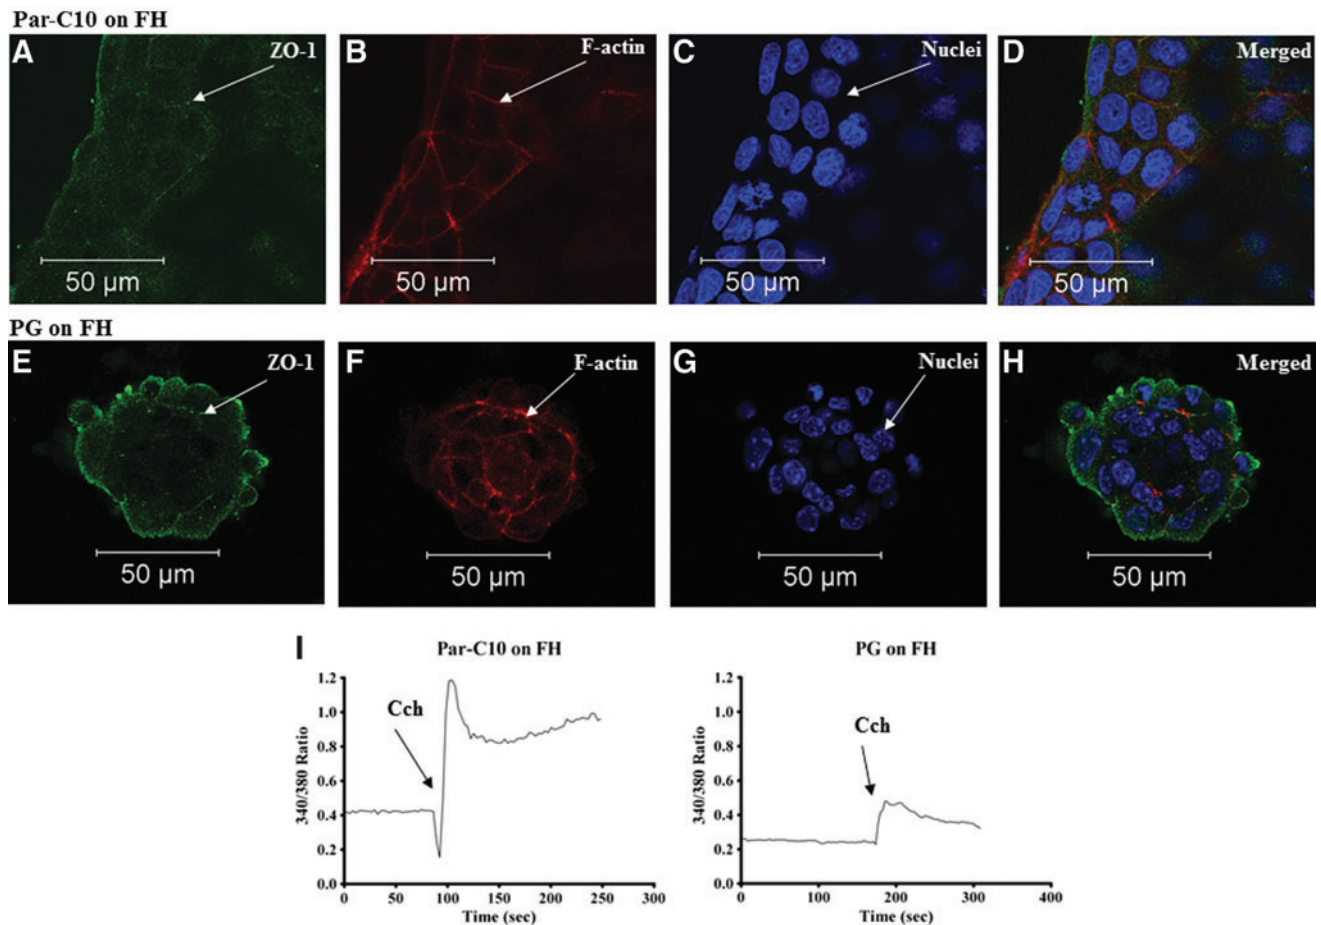 Par-C10 on FH
A
ZO-1
50 μm
B
F-actin
50 μm
C
Nuclei
50 μm
D
Merged
50 μm
PG on FH
E
ZO-1
50 μm
F
F-actin
50 μm
G
Nuclei
50 μm
H
Merged
50 μm
I
Par-C10 on FH
340/380 Ratio
1.2
1.0
0.8
0.6
0.4
0.2
0.0
Cch
0 50 100 150 200 250 300
Time (sec)
PG on FH
340/380 Ratio
1.2
1.0
0.8
0.6
0.4
0.2
0.0
Cch
0 100 200 300 400
Time (sec)